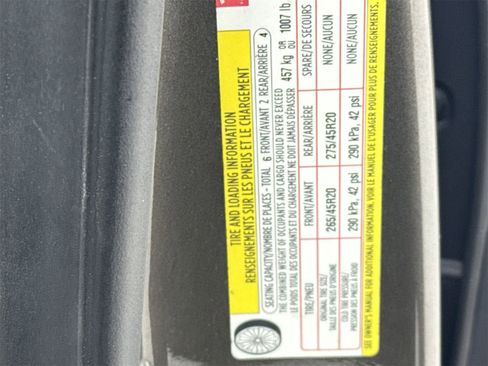 TIRE AND LOADING INFORMATION
RENSEIGNEMENTS SUR LES PNEUS ET LE CHARGEMENT
SEATING CAPACITY/NOMBRE DE PLACES - TOTAL 6 FRONT/AVANT 2 REAR/ARRIÈRE 4
THE COMBINED WEIGHT OF OCCUPANTS AND CARGO SHOULD NEVER EXCEED 457 kg OR 1007 lb
LE POIDS TOTAL DES OCCUPANTS ET DU CHARGEMENT NE DOIT JAMAIS DÉPASSER OU
TIRE/PNEU FRONT/AVANT REAR/ARRIÈRE SPARE/DE SECOURS
ORIGINAL TIRE SIZE/ 265/45R20 275/45R20 NONE/AUCUN
TAILLE DES PNEUS D'ORIGINE
COLD TIRE PRESSURE/ 290 kPa, 42 psi 290 kPa, 42 psi NONE/AUCUN
PRESSION DES PNEUS À FROID
SEE OWNER'S MANUAL FOR ADDITIONAL INFORMATION. VOIR LE MANUEL DE L'USAGER POUR PLUS DE RENSEIGNEMENTS.